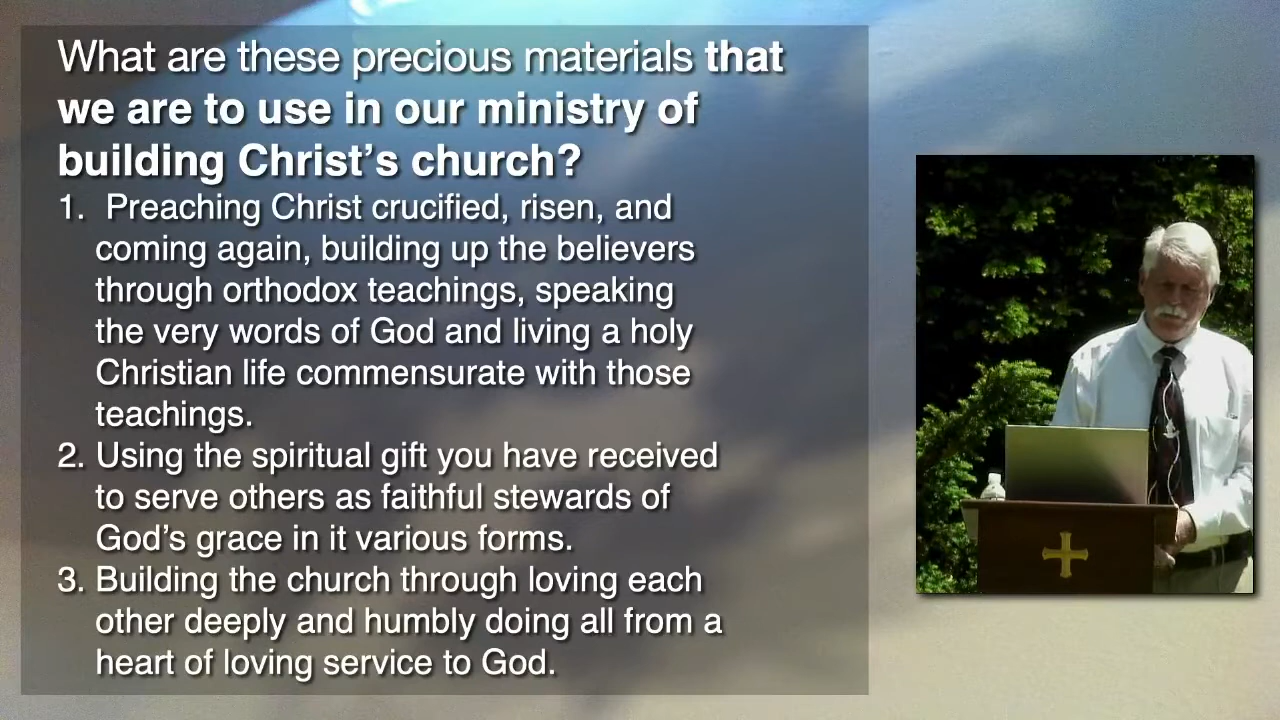 What are these precious materials that
we are to use in our ministry of
building Christ's church?
1. Preaching Christ crucified, risen, and
coming again, building up the believers
through orthodox teachings, speaking
the very words of God and living a holy
Christian life commensurate with those
teachings.
2. Using the spiritual gift you have received
to serve others as faithful stewards of
God's grace in it various forms.
3. Building the church through loving each
other deeply and humbly doing all from a
heart of loving service to God.